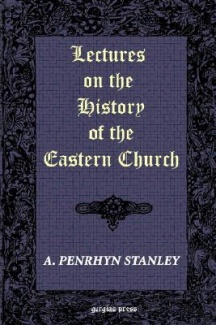 Lectures
on the
History
of the
Eastern Church
A. PENRHYN STANLEY
gorgias press